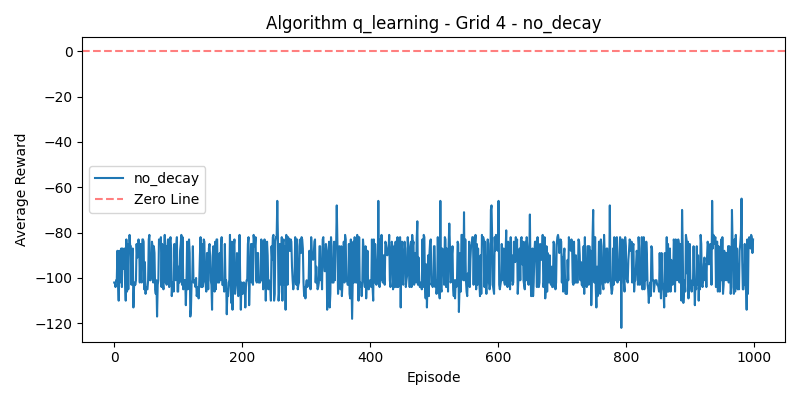 Algorithm q_learning - Grid 4 - no_decay
0
−20
−40
−60
−80
−100
−120
Average Reward
no_decay
Zero Line
0
200
400
600
800
1000
Episode